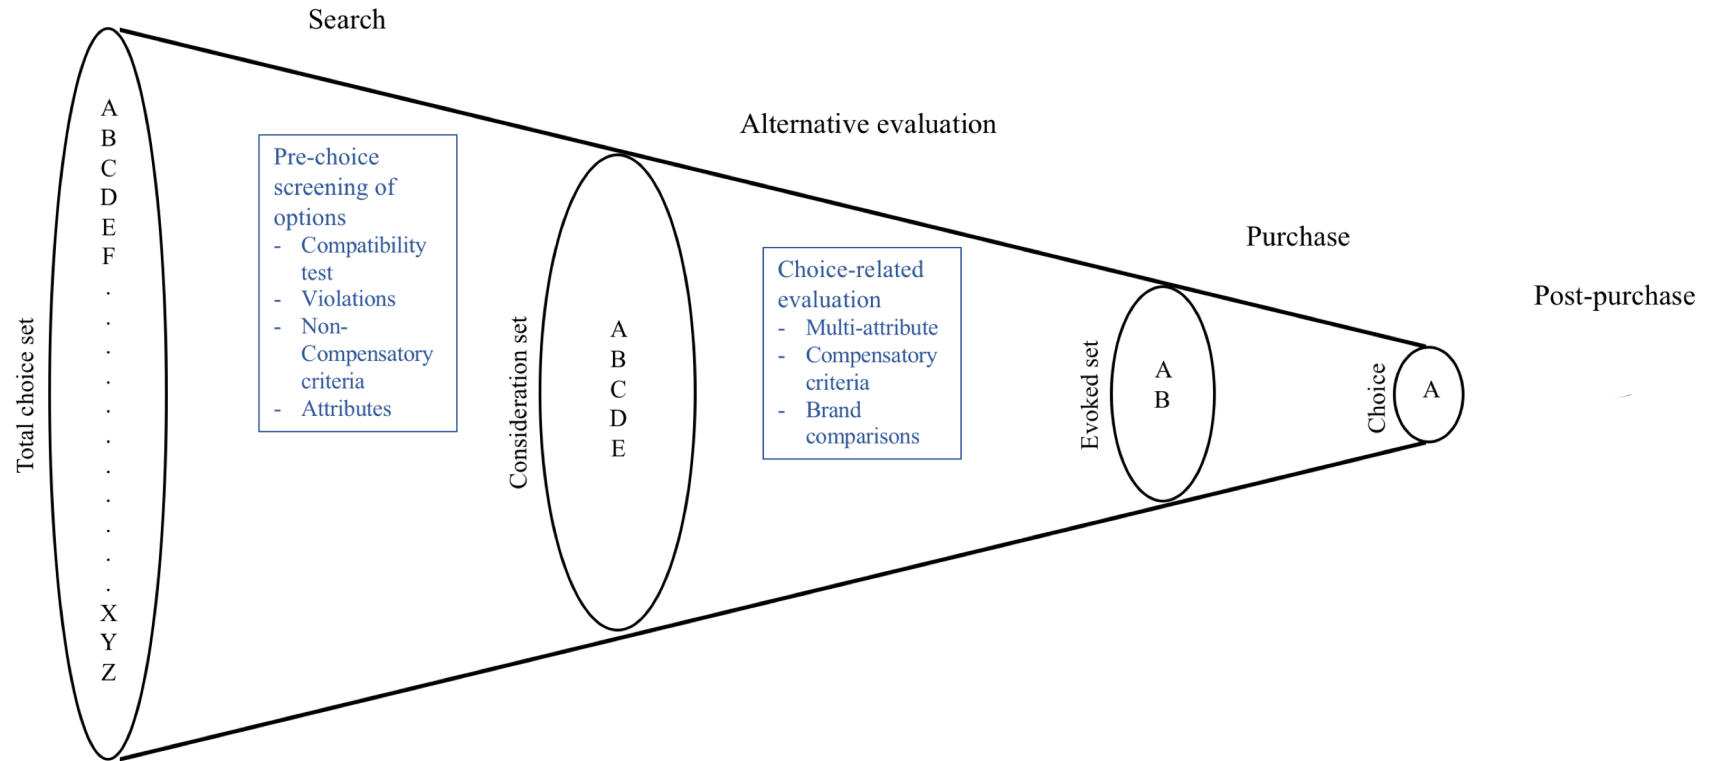 Search
Alternative evaluation
Purchase
Post-purchase
Total choice set
A
B
C
D
E
F
.
.
.
.
.
.
.
.
.
.
.
X
Y
Z
Pre-choice
screening of
options
- Compatibility
test
- Violations
- Non-
Compensatory
criteria
- Attributes
Consideration set
A
B
C
D
E
Choice-related
evaluation
- Multi-attribute
- Compensatory
criteria
- Brand
comparisons
Evoked set
A
B
Choice
A